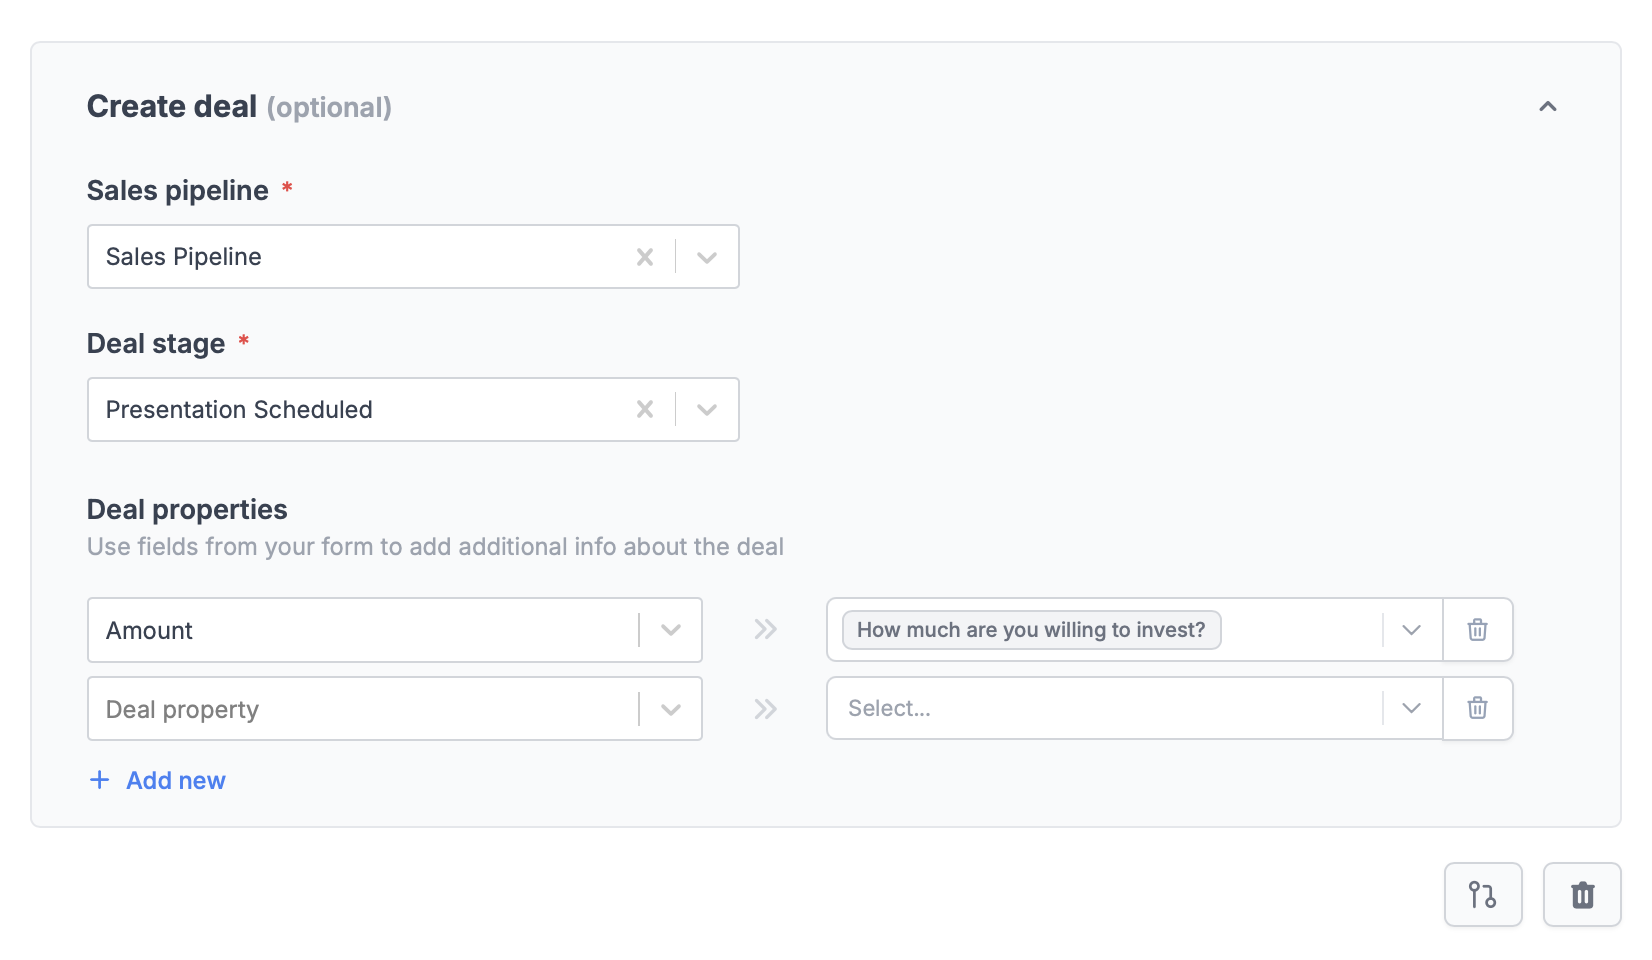 Create deal (optional)
Sales pipeline *
Sales Pipeline
Deal stage *
Presentation Scheduled
Deal properties
Use fields from your form to add additional info about the deal
Amount
How much are you willing to invest?
Deal property
Select...
+ Add new